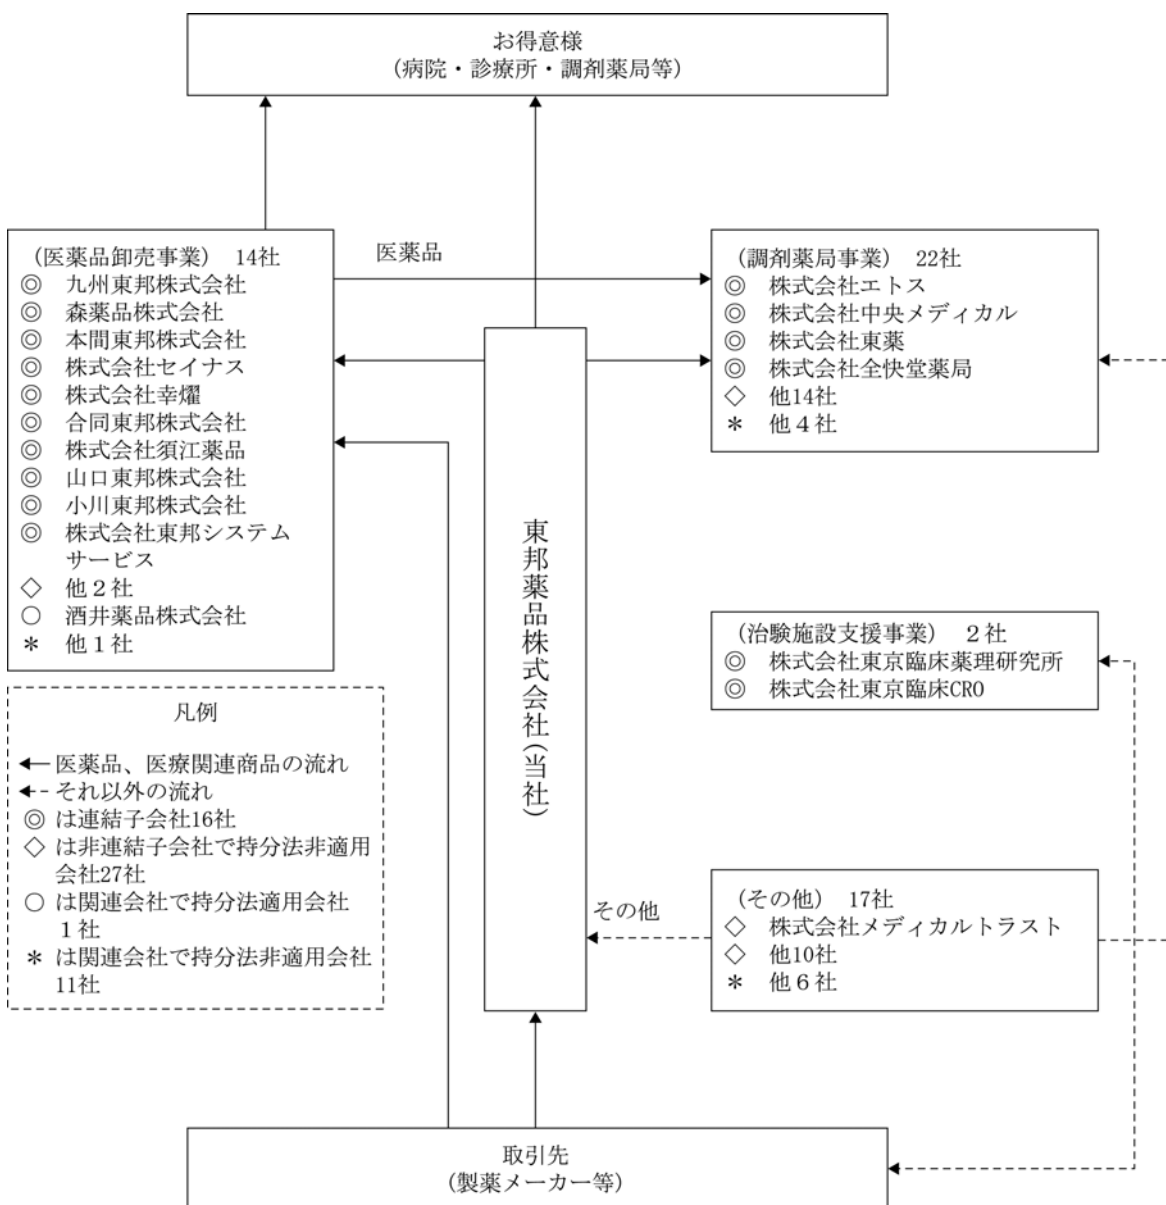 お得意様
(病院・診療所・調剤薬局等)
(医薬品卸売事業) 14社
◎ 九州東邦株式会社
◎ 森薬品株式会社
◎ 本間東邦株式会社
◎ 株式会社セイナス
◎ 株式会社幸燿
◎ 合同東邦株式会社
◎ 株式会社須江薬品
◎ 山口東邦株式会社
◎ 小川東邦株式会社
◎ 株式会社東邦システム
サービス
◇ 他2社
○ 酒井薬品株式会社
* 他1社
医薬品
(調剤薬局事業) 22社
◎ 株式会社エトス
◎ 株式会社中央メディカル
◎ 株式会社東薬
◎ 株式会社全快堂薬局
◇ 他14社
* 他4社
東邦薬品株式会社(当社)
(治験施設支援事業) 2社
◎ 株式会社東京臨床薬理研究所
◎ 株式会社東京臨床CRO
凡例
医薬品、医療関連商品の流れ
それ以外の流れ
◎ は連結子会社16社
◇ は非連結子会社で持分法非適用
会社27社
○ は関連会社で持分法適用会社
1社
* は関連会社で持分法非適用会社
11社
その他
(その他) 17社
◇ 株式会社メディカルトラスト
◇ 他10社
* 他6社
取引先
(製薬メーカー等)